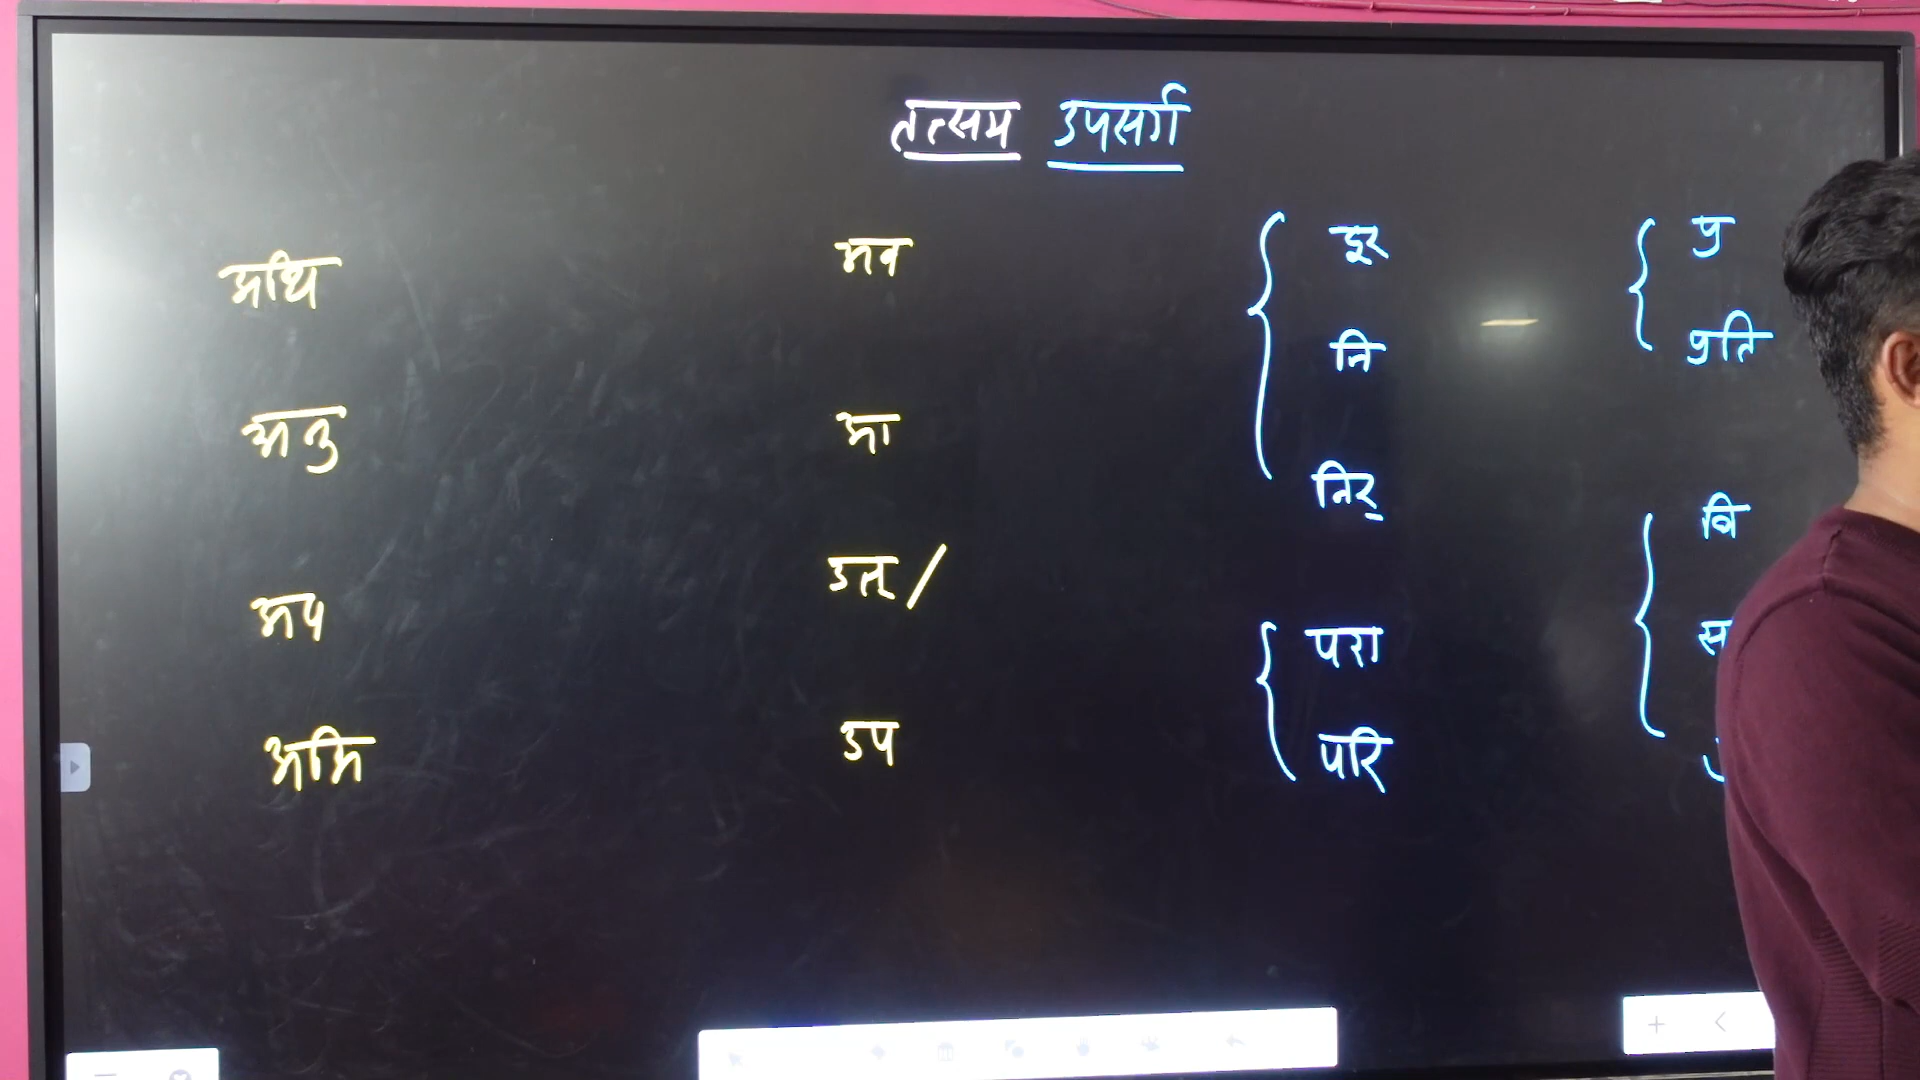 तत्सम उपसर्ग
अधि
अनु
अप
अभि
अव
आ
उत् /
उप
दुर
नि
निर्
परा
परि
प्र
प्रति
वि